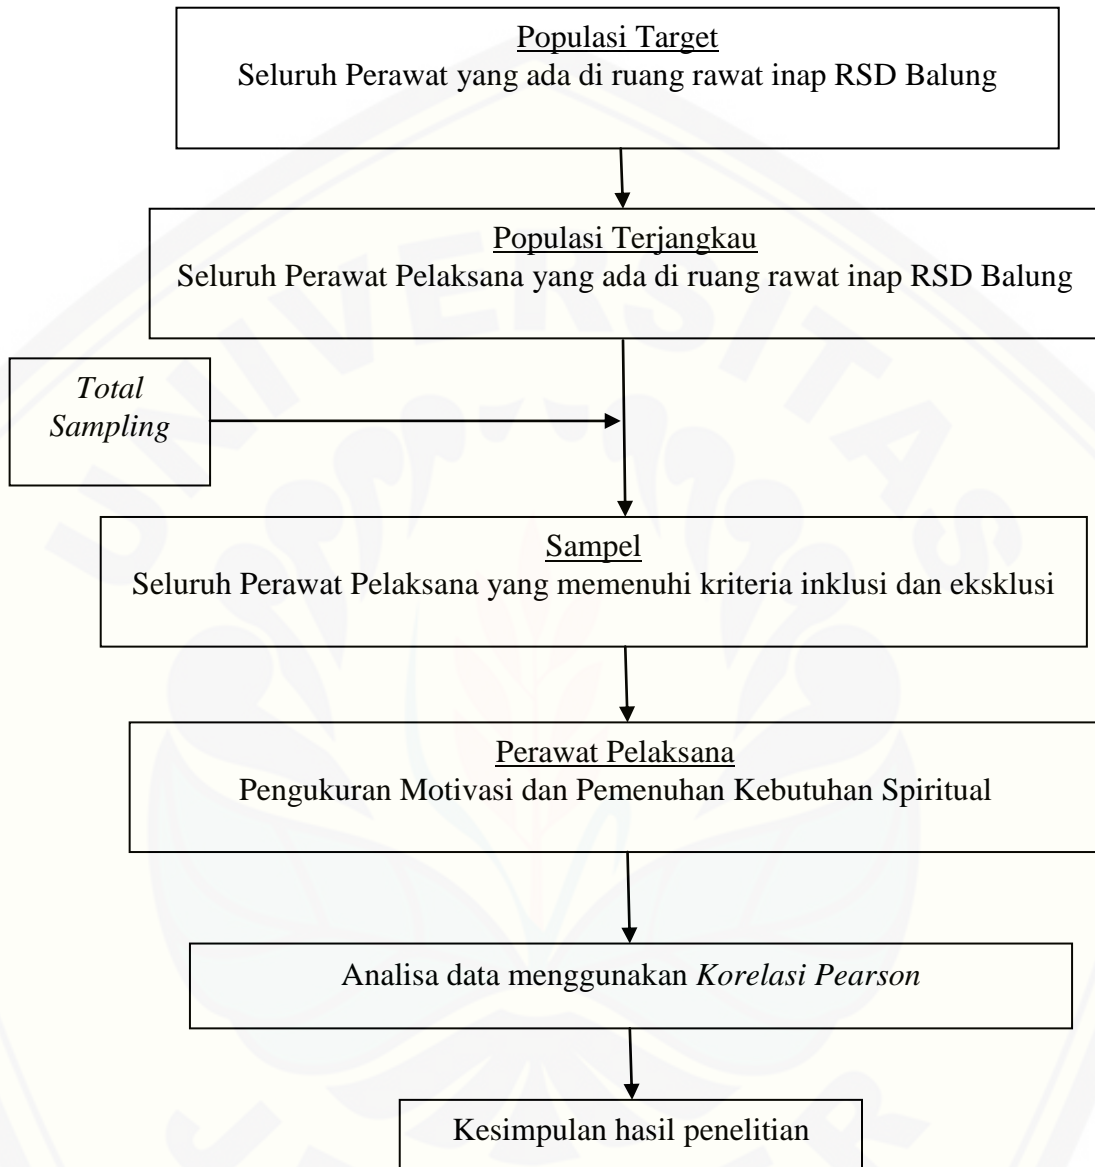 Populasi Target
Seluruh Perawat yang ada di ruang rawat inap RSD Balung
Populasi Terjangkau
Seluruh Perawat Pelaksana yang ada di ruang rawat inap RSD Balung
Total
Sampling
Sampel
Seluruh Perawat Pelaksana yang memenuhi kriteria inklusi dan eksklusi
Perawat Pelaksana
Pengukuran Motivasi dan Pemenuhan Kebutuhan Spiritual
Analisa data menggunakan Korelasi Pearson
Kesimpulan hasil penelitian
UNIVERSITAS